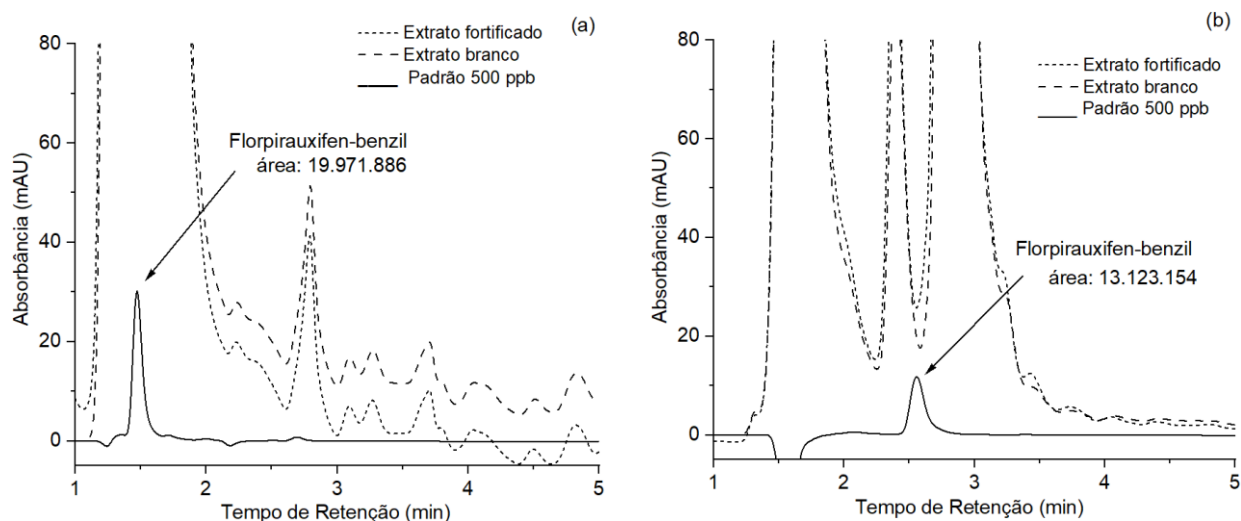 (a)
80
60
40
20
0
Absorbância (mAU)
Extrato fortificado
Extrato branco
Padrão 500 ppb
Florpirauxifen-benzil
área: 19.971.886
1 2 3 4 5
Tempo de Retenção (min)
(b)
80
60
40
20
0
Absorbância (mAU)
Extrato fortificado
Extrato branco
Padrão 500 ppb
Florpirauxifen-benzil
área: 13.123.154
1 2 3 4 5
Tempo de Retenção (min)